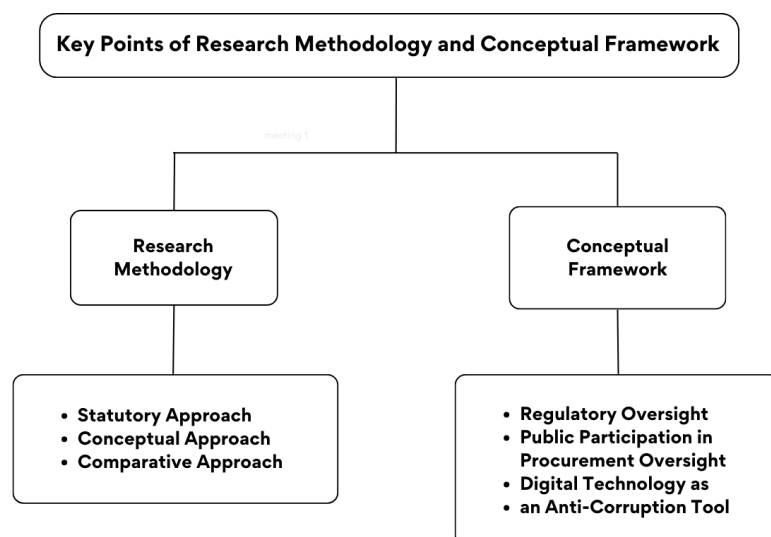 Key Points of Research Methodology and Conceptual Framework
meeting 1
Research
Methodology
Conceptual
Framework
• Statutory Approach
• Conceptual Approach
• Comparative Approach
• Regulatory Oversight
• Public Participation in
Procurement Oversight
• Digital Technology as
• an Anti-Corruption Tool